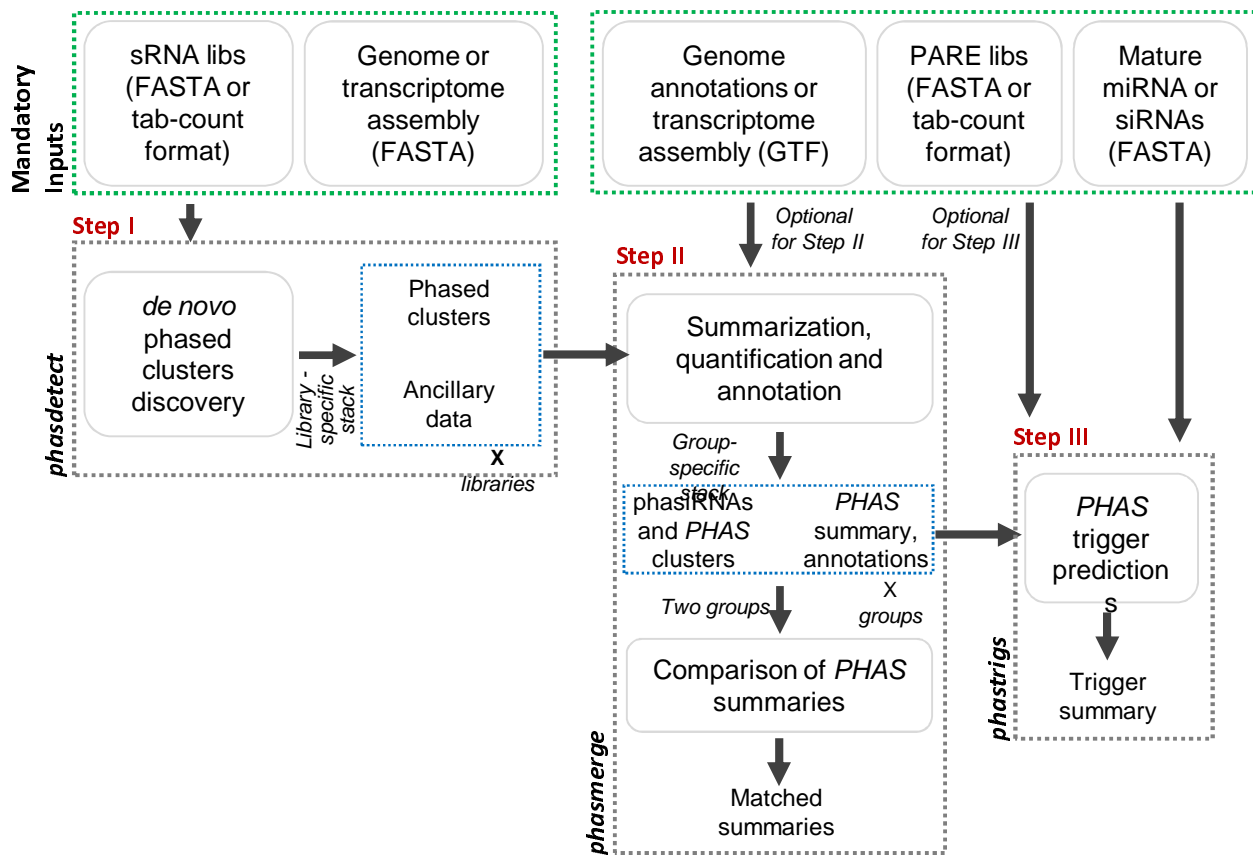 Mandatory
Inputs
sRNA libs
(FASTA or
tab-count
format)
Genome or
transcriptome
assembly
(FASTA)
Genome
annotations or
transcriptome
assembly (GTF)
PARE libs
(FASTA or
tab-count
format)
Mature
miRNA or
siRNAs
(FASTA)
Step I
phasdetect
de novo
phased
clusters
discovery
Library -
specific
stack
Phased
clusters
Ancillary
data
X
libraries
Optional
for Step II
Optional
for Step III
Step II
phasmerge
Summarization,
quantification and
annotation
Group-
specific
stack
phasiRNAs
and PHAS
clusters
PHAS
summary,
annotations
X
groups
Two groups
Comparison of PHAS
summaries
Matched
summaries
Step III
phastrigs
PHAS
trigger
prediction
s
Trigger
summary